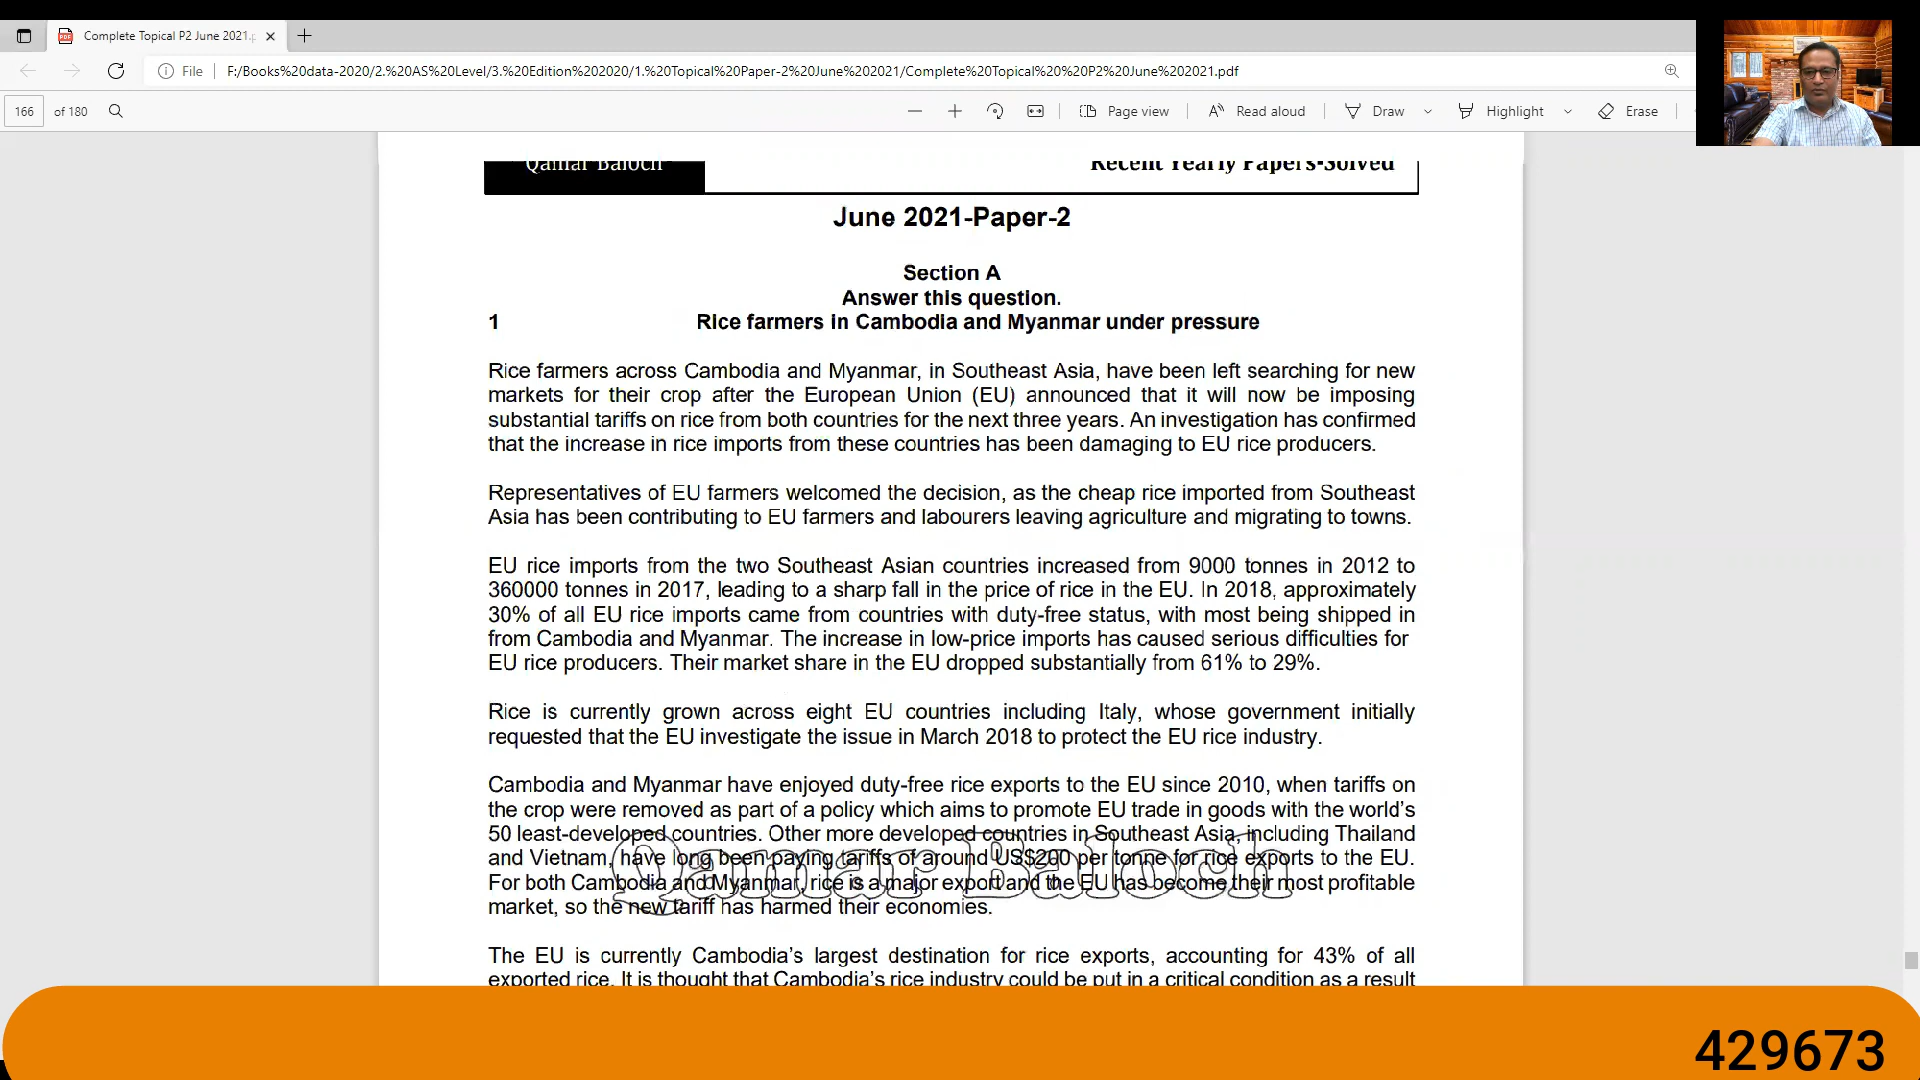 Complete Topical P2 June 2021.p
File
F:/Books%20data-2020/2.%20AS%20Level/3.%20Edition%202020/1.%20Topical%20Paper-2%20June%202021/Complete%20Topical%20%20P2%20June%202021.pdf
166 of 180
Page view
Read aloud
Draw
Highlight
Erase
Qamar Baloch
Recent Yearly Papers-Solved
June 2021-Paper-2
Section A
Answer this question.
1 Rice farmers in Cambodia and Myanmar under pressure
Rice farmers across Cambodia and Myanmar, in Southeast Asia, have been left searching for new
markets for their crop after the European Union (EU) announced that it will now be imposing
substantial tariffs on rice from both countries for the next three years. An investigation has confirmed
that the increase in rice imports from these countries has been damaging to EU rice producers.
Representatives of EU farmers welcomed the decision, as the cheap rice imported from Southeast
Asia has been contributing to EU farmers and labourers leaving agriculture and migrating to towns.
EU rice imports from the two Southeast Asian countries increased from 9000 tonnes in 2012 to
360000 tonnes in 2017, leading to a sharp fall in the price of rice in the EU. In 2018, approximately
30% of all EU rice imports came from countries with duty-free status, with most being shipped in
from Cambodia and Myanmar. The increase in low-price imports has caused serious difficulties for
EU rice producers. Their market share in the EU dropped substantially from 61% to 29%.
Rice is currently grown across eight EU countries including Italy, whose government initially
requested that the EU investigate the issue in March 2018 to protect the EU rice industry.
Cambodia and Myanmar have enjoyed duty-free rice exports to the EU since 2010, when tariffs on
the crop were removed as part of a policy which aims to promote EU trade in goods with the world's
50 least-developed countries. Other more developed countries in Southeast Asia, including Thailand
and Vietnam, have long been paying tariffs of around US$200 per tonne for rice exports to the EU.
For both Cambodia and Myanmar, rice is a major export and the EU has become their most profitable
market, so the new tariff has harmed their economies.
Qamar Baloch
The EU is currently Cambodia's largest destination for rice exports, accounting for 43% of all
exported rice. It is thought that Cambodia's rice industry could be put in a critical condition as a result
429673